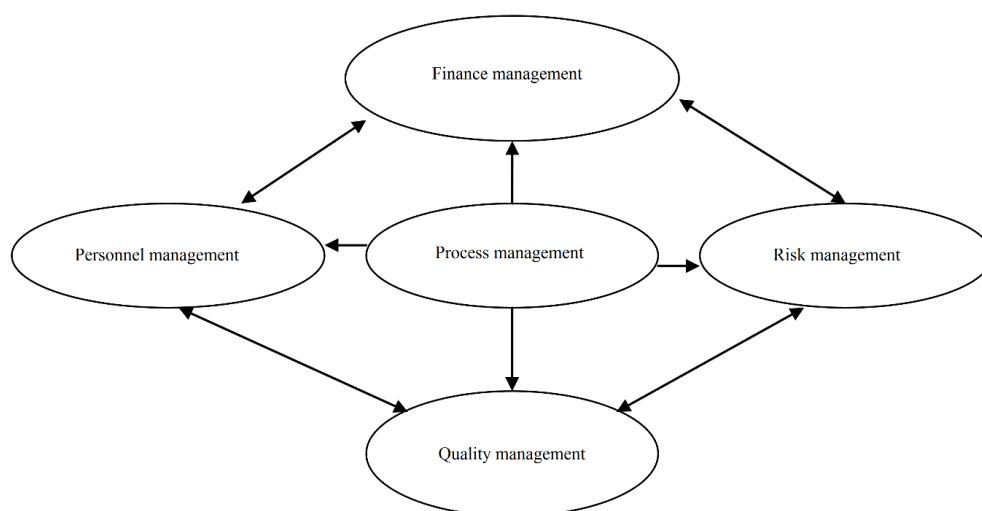 Finance management
Personnel management
Process management
Risk management
Quality management